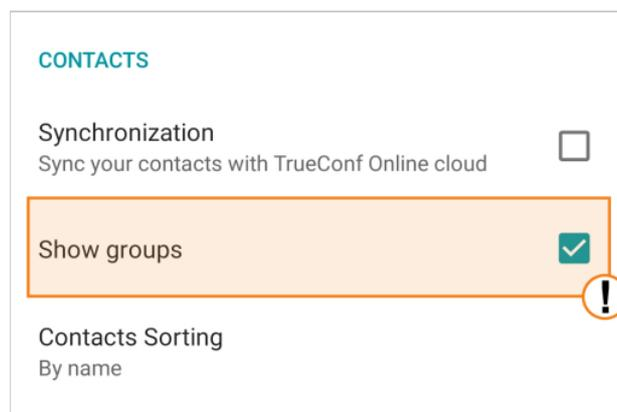 CONTACTS
Synchronization
Sync your contacts with TrueConf Online cloud
Show groups
!
Contacts Sorting
By name